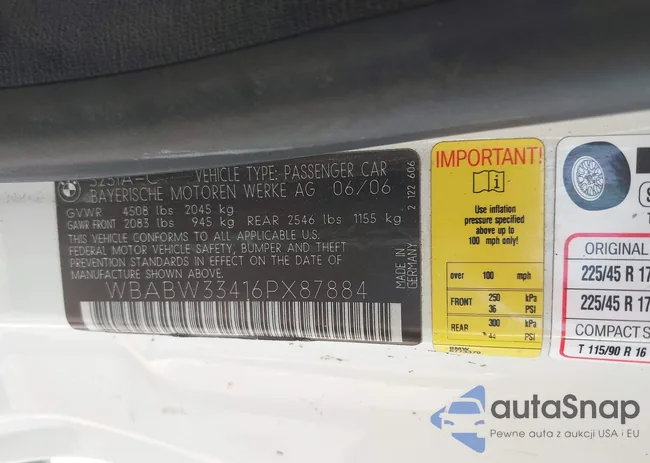 VEHICLE TYPE: PASSENGER CAR
BAYERISCHE MOTOREN WERKE AG 06/06
GVWR 4508 lbs 2045 kg
GAWR FRONT 2083 lbs 945 kg REAR 2546 lbs 1155 kg
THIS VEHICLE CONFORMS TO ALL APPLICABLE U.S.
FEDERAL MOTOR VEHICLE SAFETY, BUMPER AND THEFT
PREVENTION STANDARDS IN EFFECT ON THE DATE OF
MANUFACTURE SHOWN ABOVE.
WBABW33416PX87884
2 122 606
MADE IN
GERMANY
IMPORTANT!
Use inflation
pressure specified
above up to
100 mph only!
over 100 mph
FRONT 250 kPa
36 PSI
REAR 300 kPa
44 PSI
ORIGINAL
225/45 R 17
225/45 R 17
COMPACT S
T 115/90 R 16
autaSnap
Pewne auta z aukcji USA i EU